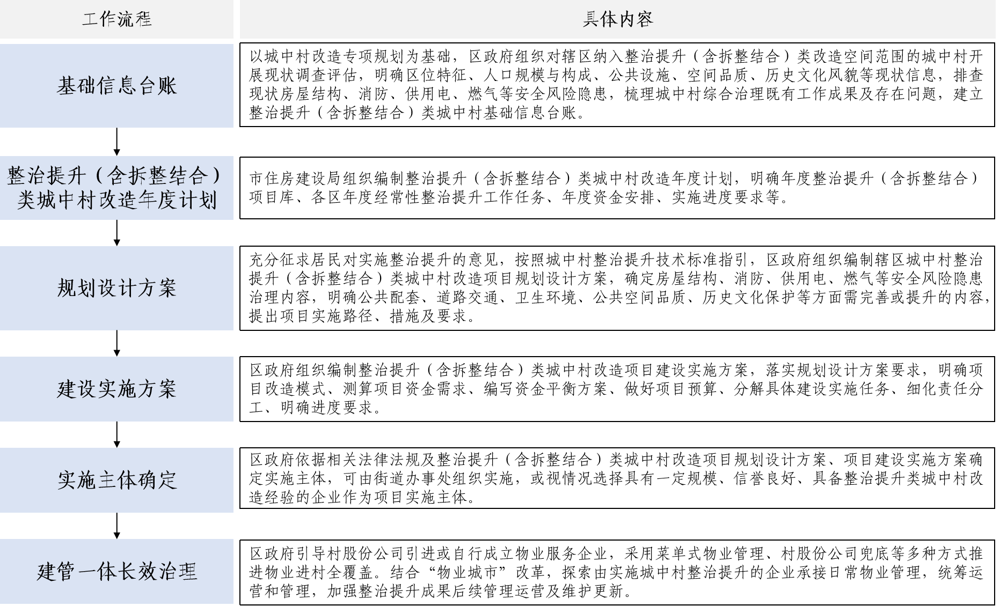 工作流程
具体内容
基础信息台账
以城中村改造专项规划为基础，区政府组织对辖区纳入整治提升（含拆整结合）类改造空间范围的城中村开
展现状调查评估，明确区位特征、人口规模与构成、公共设施、空间品质、历史文化风貌等现状信息，排查
现状房屋结构、消防、供用电、燃气等安全风险隐患，梳理城中村综合治理既有工作成果及存在问题，建立
整治提升（含拆整结合）类城中村基础信息台账。
整治提升（含拆整结合）
类城中村改造年度计划
市住房建设局组织编制整治提升（含拆整结合）类城中村改造年度计划，明确年度整治提升（含拆整结合）
项目库、各区年度经常性整治提升工作任务、年度资金安排、实施进度要求等。
规划设计方案
充分征求居民对实施整治提升的意见，按照城中村整治提升技术标准指引，区政府组织编制辖区城中村整治
提升（含拆整结合）类城中村改造项目规划设计方案，确定房屋结构、消防、供用电、燃气等安全风险隐患
治理内容，明确公共配套、道路交通、卫生环境、公共空间品质、历史文化保护等方面需完善或提升的内容，
提出项目实施路径、措施及要求。
建设实施方案
区政府组织编制整治提升（含拆整结合）类城中村改造项目建设实施方案，落实规划设计方案要求，明确项
目改造模式、测算项目资金需求、编写资金平衡方案、做好项目预算、分解具体建设实施任务、细化责任分
工、明确进度要求。
实施主体确定
区政府依据相关法律法规及整治提升（含拆整结合）类城中村改造项目规划设计方案、项目建设实施方案确
定实施主体，可由街道办事处组织实施，或视情况选择具有一定规模、信誉良好、具备整治提升类城中村改
造经验的企业作为项目实施主体。
建管一体长效治理
区政府引导村股份公司引进或自行成立物业服务企业，采用菜单式物业管理、村股份公司兜底等多种方式推
进物业进村全覆盖。结合“物业城市”改革，探索由实施城中村整治提升的企业承接日常物业管理，统筹运
营和管理，加强整治提升成果后续管理运营及维护更新。